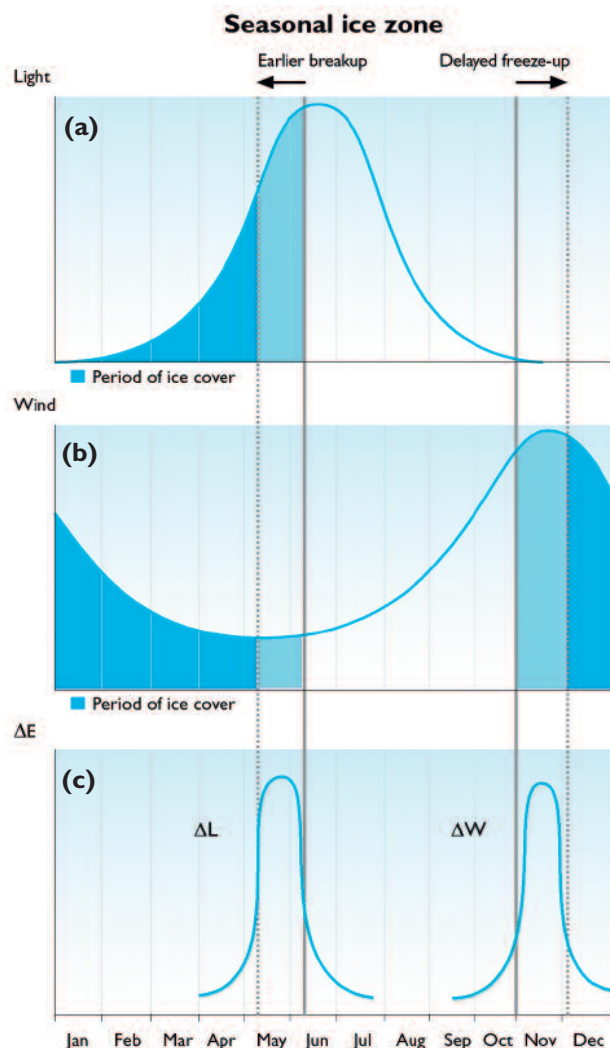 Seasonal ice zone
Earlier breakup Delayed freeze-up
Light
(a)
Period of ice cover
Wind
(b)
Period of ice cover
ΔE
(c)
ΔL ΔW
Jan Feb Mar Apr May Jun Jul Aug Sep Oct Nov Dec